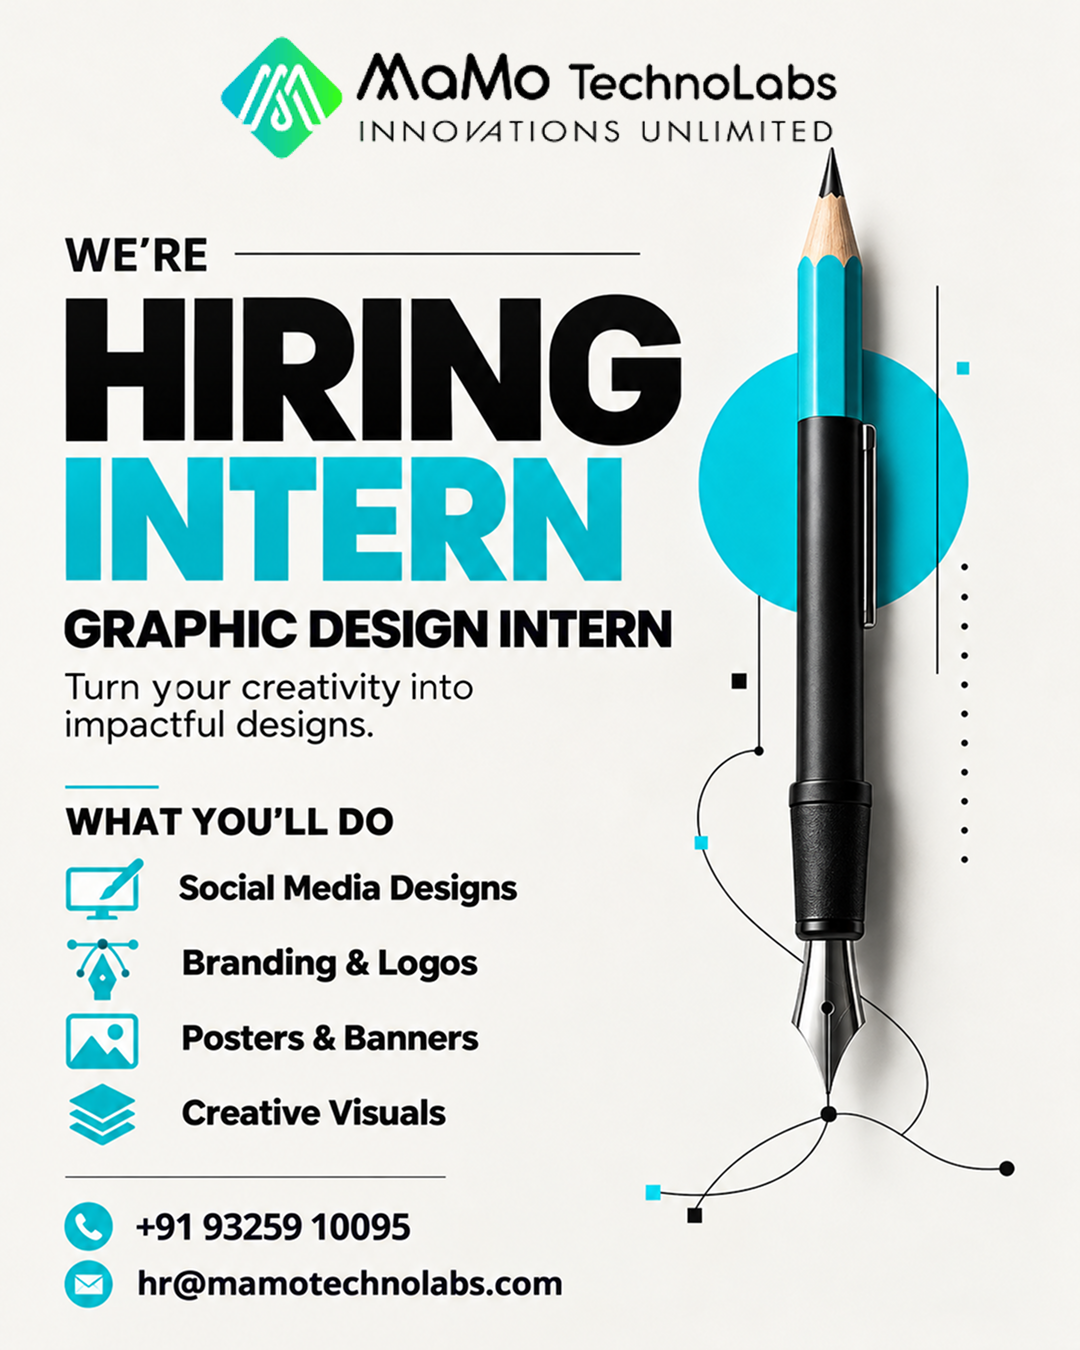 MaMo TechnoLabs
INNOVATIONS UNLIMITED
WE'RE
HIRING
INTERN
GRAPHIC DESIGN INTERN
Turn your creativity into
impactful designs.
WHAT YOU'LL DO
Social Media Designs
Branding & Logos
Posters & Banners
Creative Visuals
+91 93259 10095
hr@mamotechnolabs.com